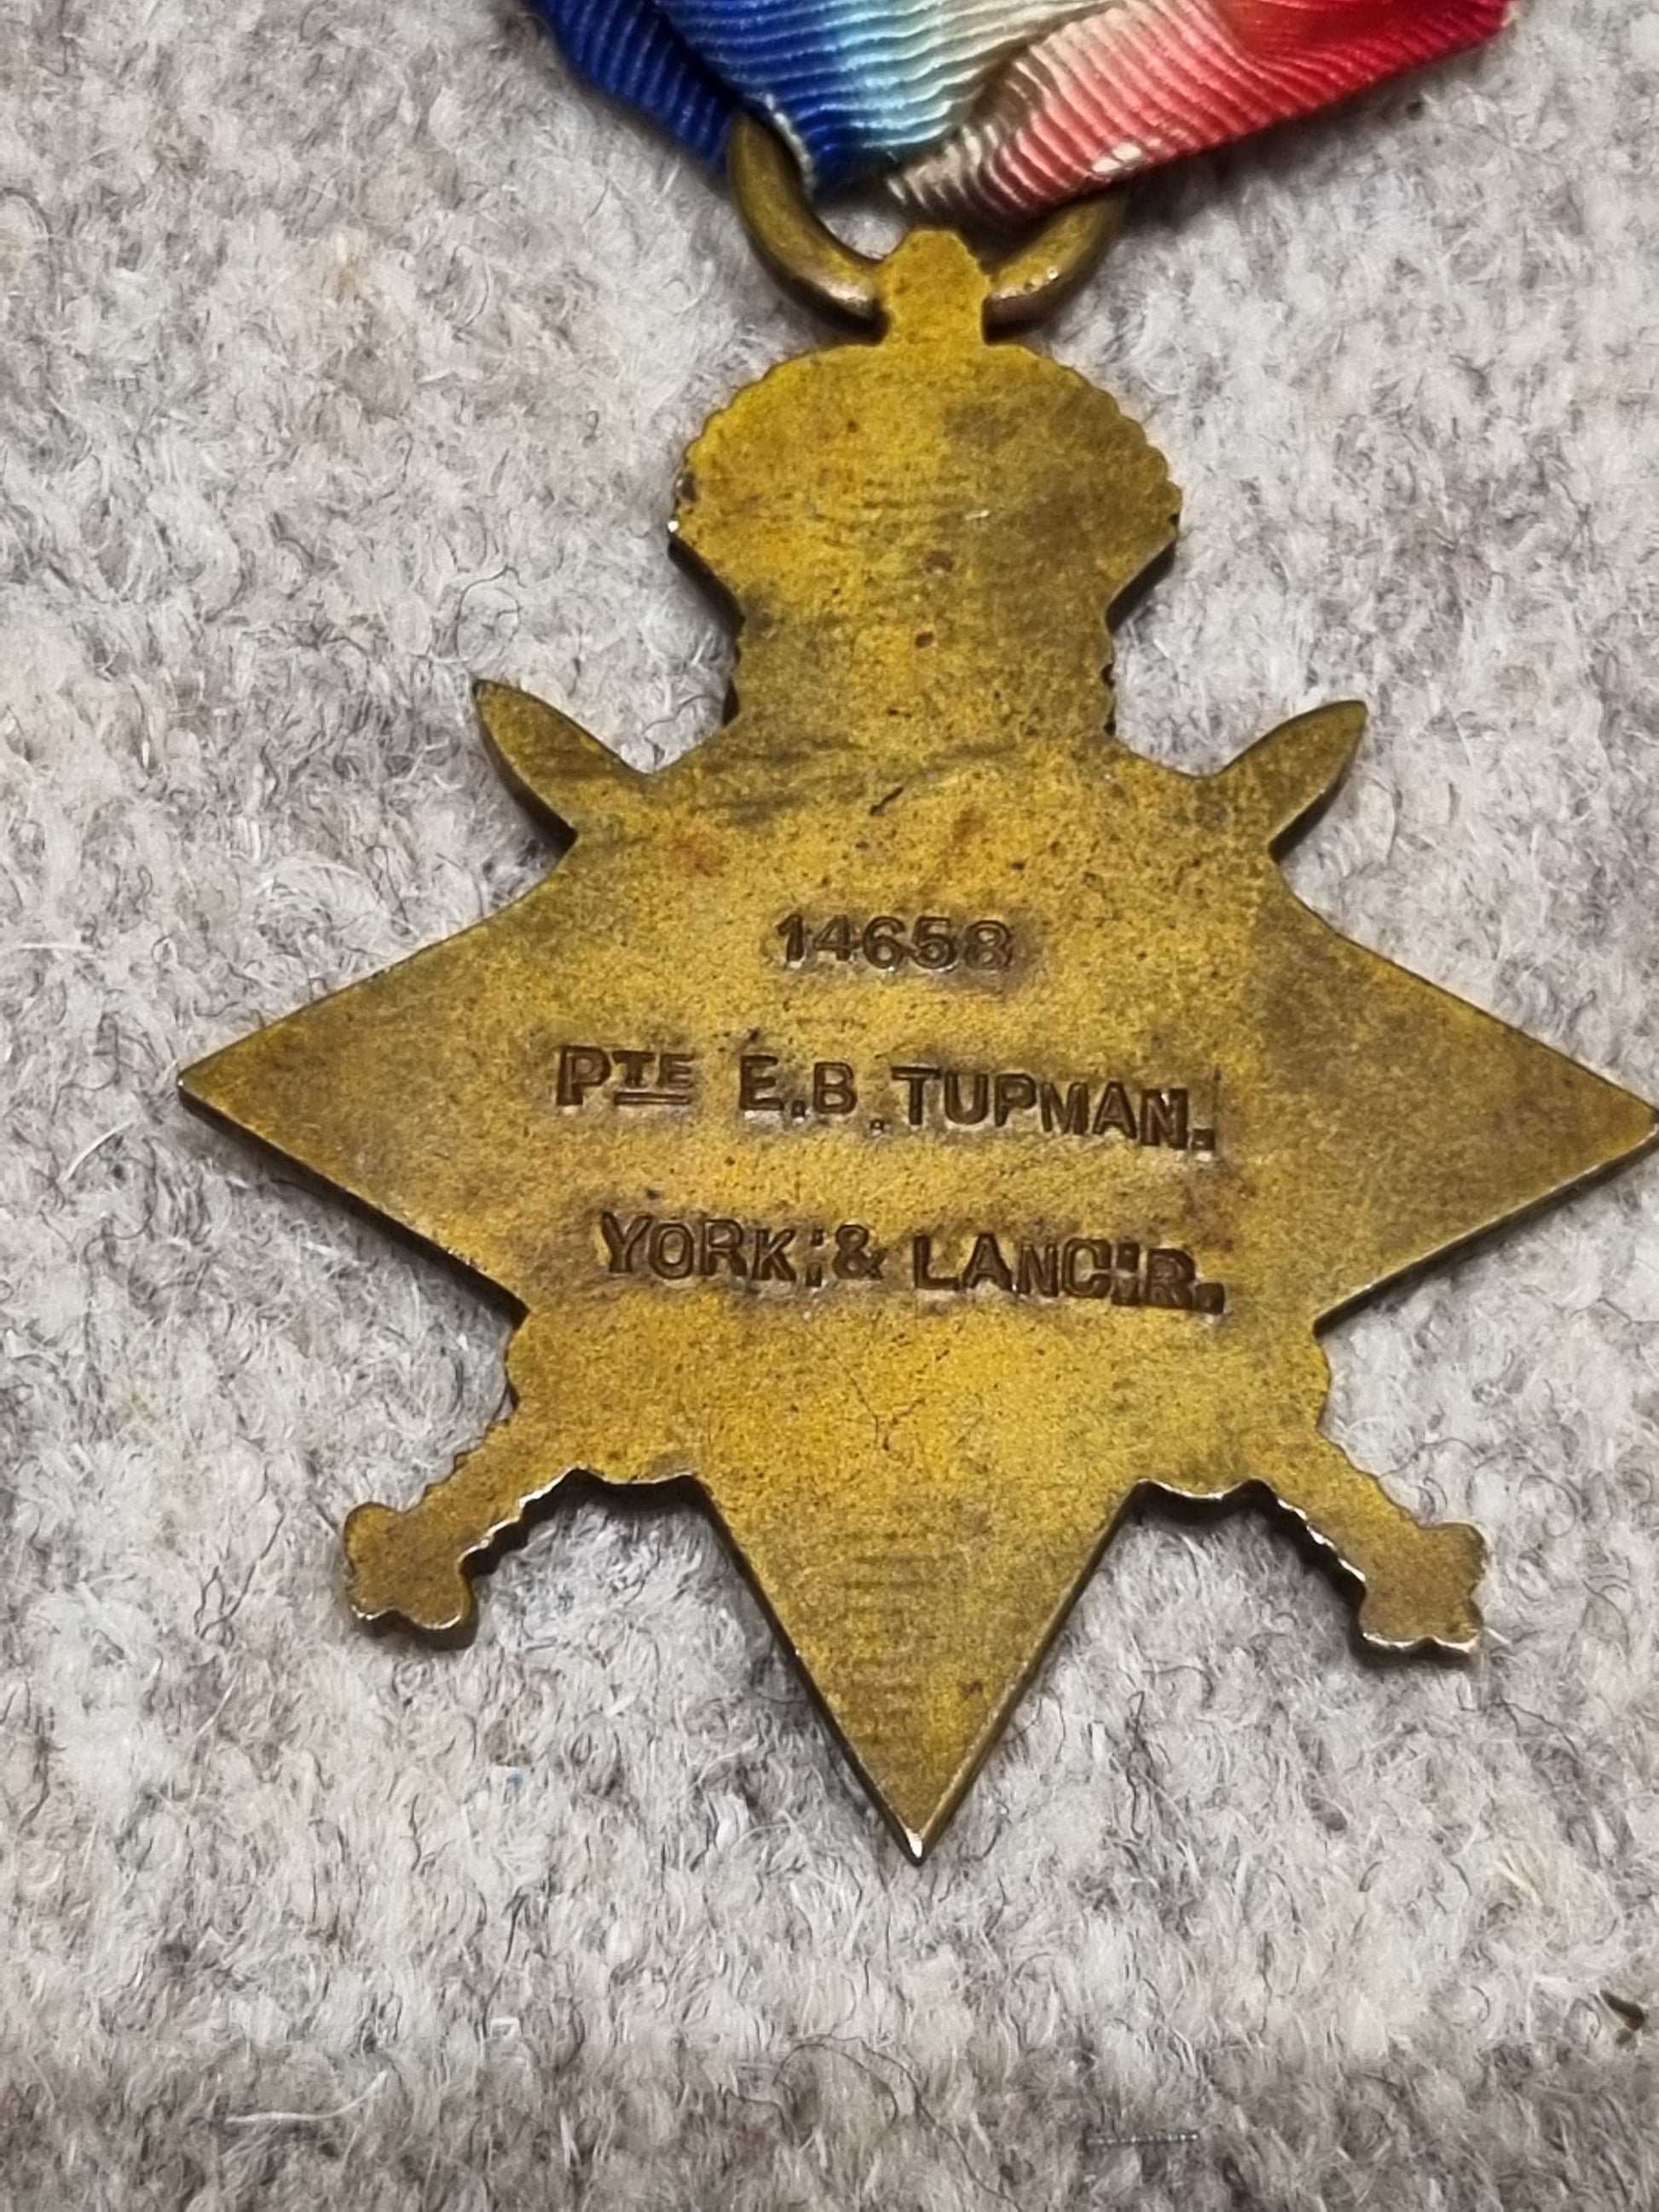 14658
PTE E.B. TUPMAN.
YORK:& LANC:R.